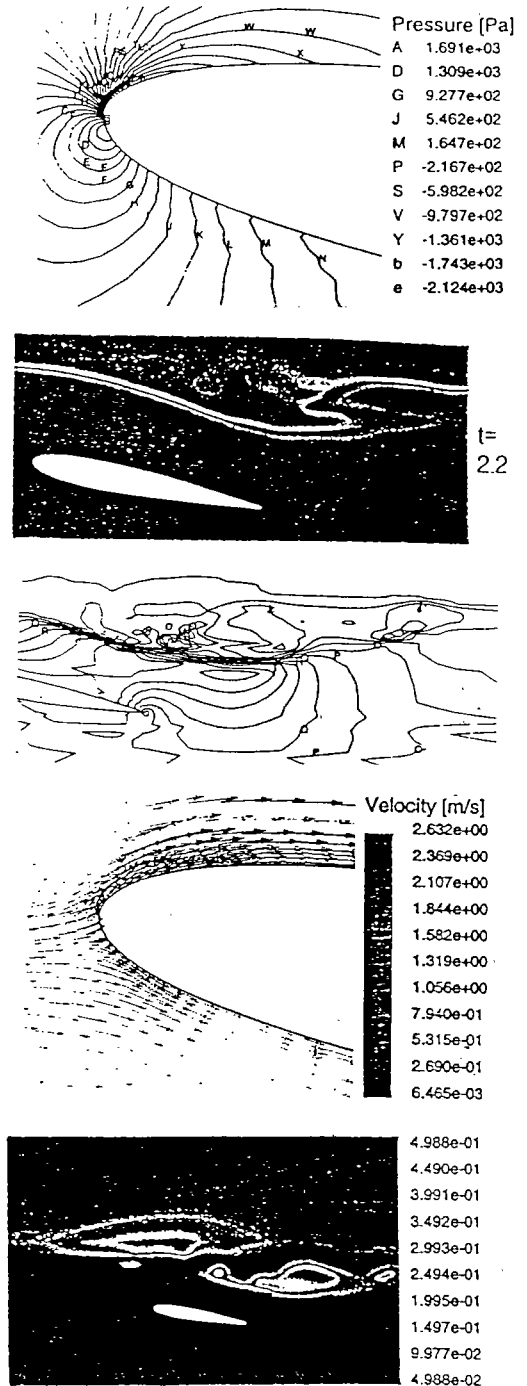 Pressure [Pa]
A 1.691e+03
D 1.309e+03
G 9.277e+02
J 5.462e+02
M 1.647e+02
P -2.167e+02
S -5.982e+02
V -9.797e+02
Y -1.361e+03
b -1.743e+03
e -2.124e+03
W W
X X
J K L M N
t=
2.2
Velocity [m/s]
2.632e+00
2.369e+00
2.107e+00
1.844e+00
1.582e+00
1.319e+00
1.056e+00
7.940e-01
5.315e-01
2.690e-01
6.465e-03
4.988e-01
4.490e-01
3.991e-01
3.492e-01
2.993e-01
2.494e-01
1.995e-01
1.497e-01
9.977e-02
4.988e-02